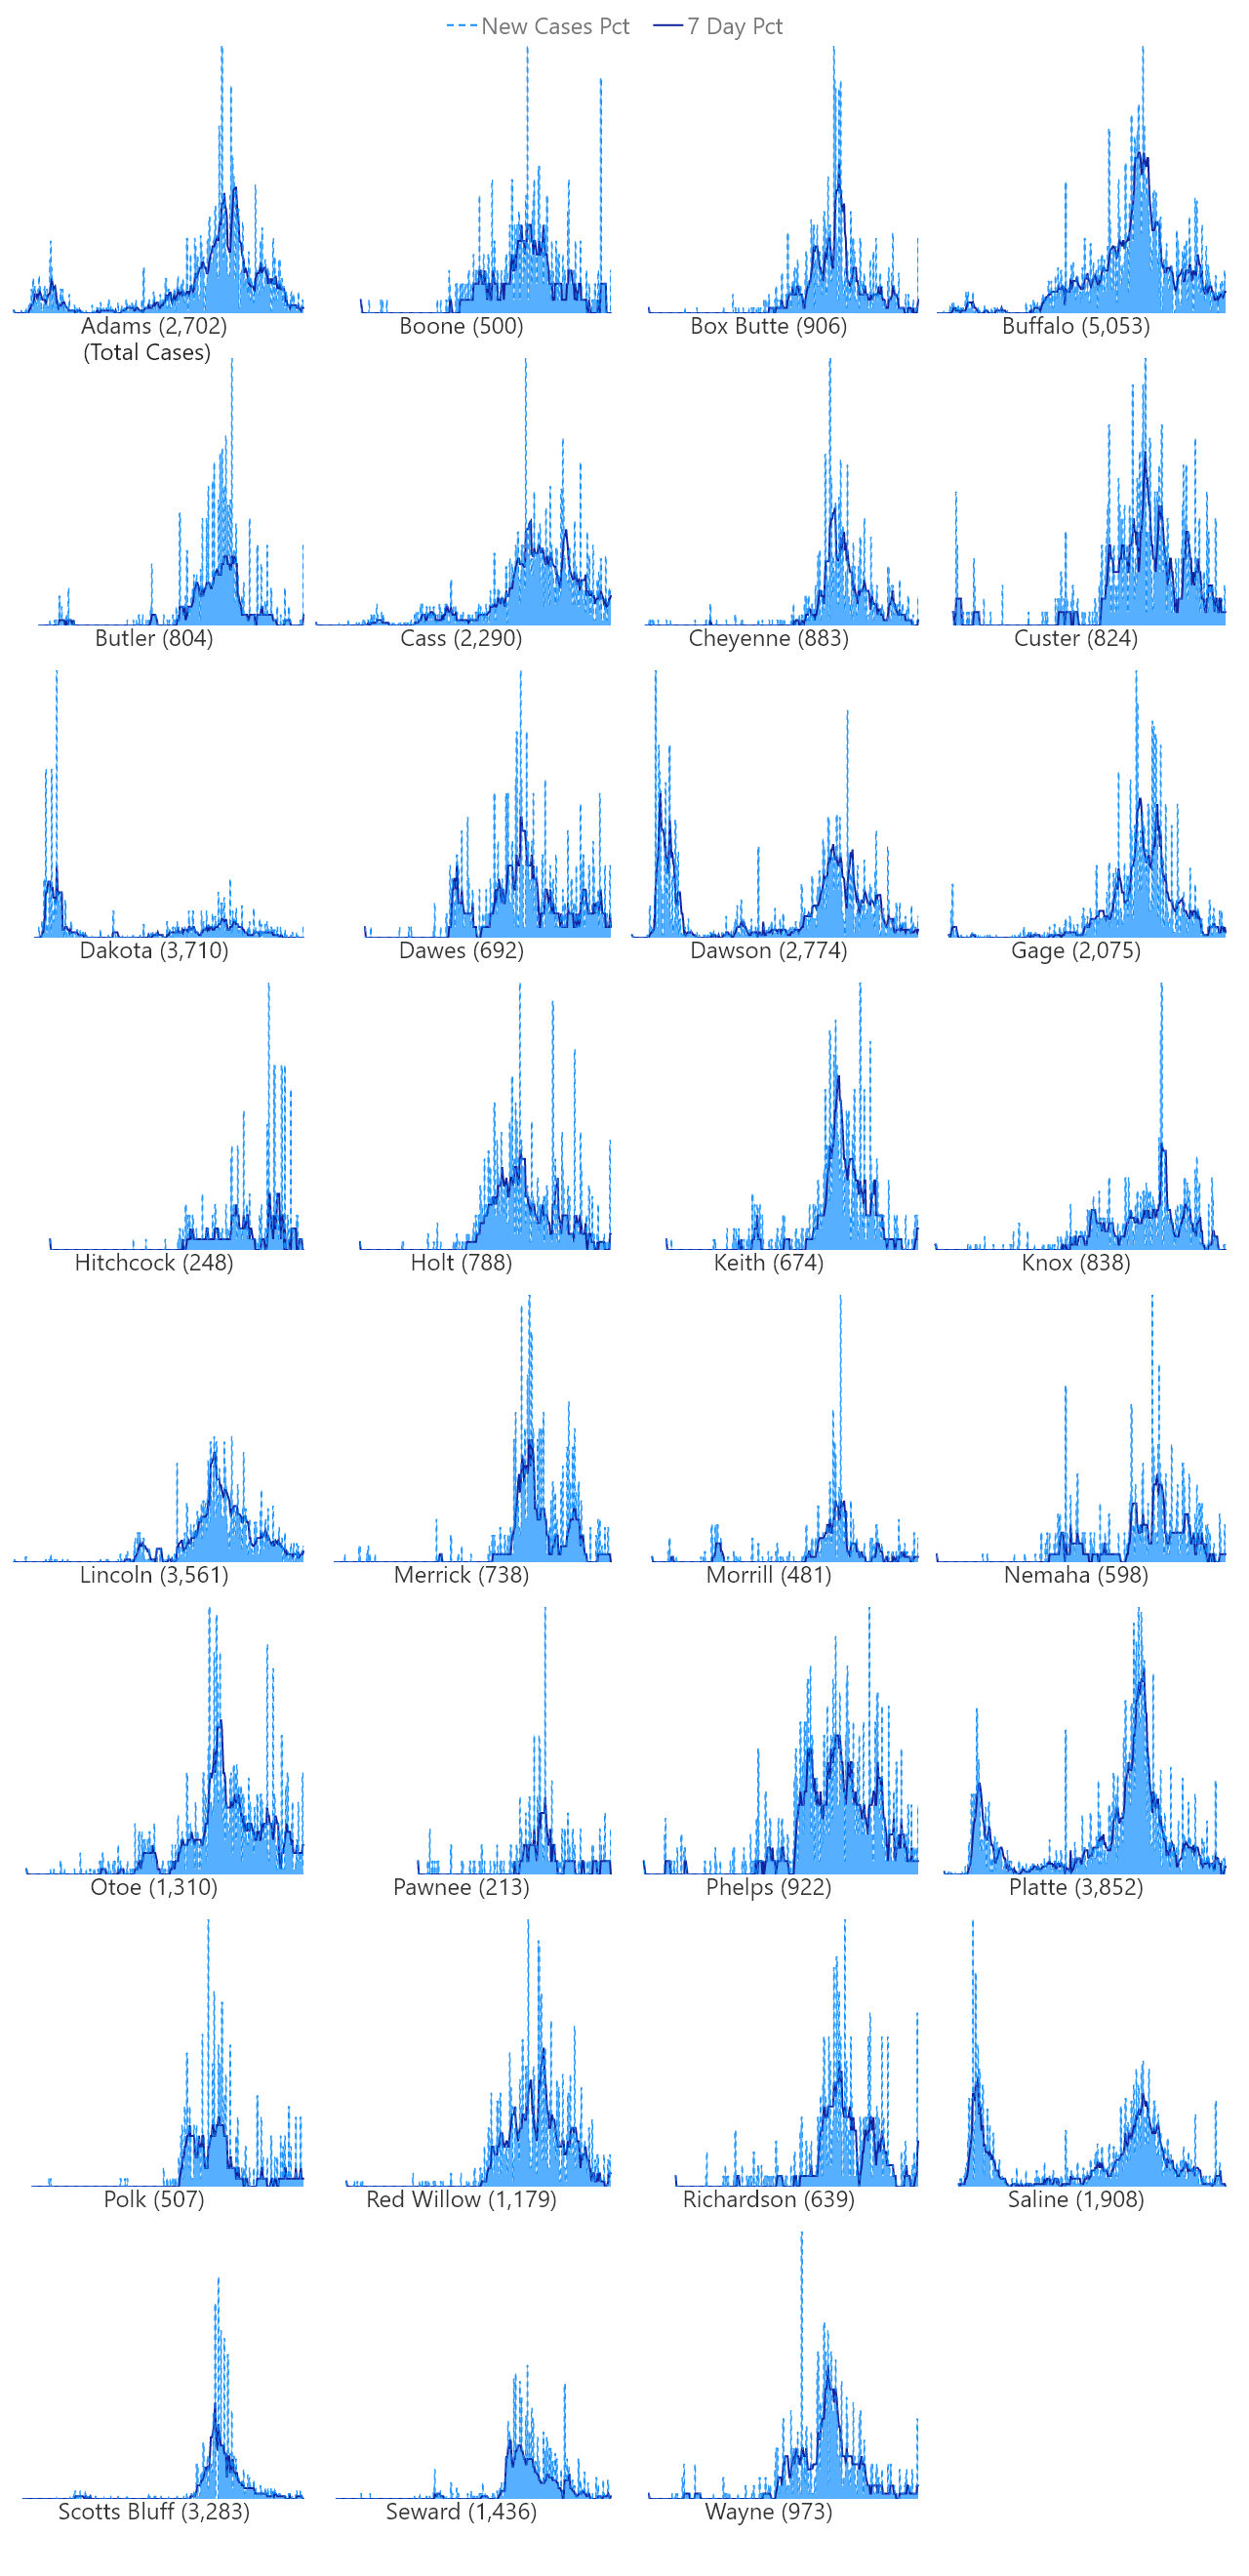 New Cases Pct 7 Day Pct
Adams (2,702) Boone (500) Box Butte (906) Buffalo (5,053)
(Total Cases)
Butler (804) Cass (2,290) Cheyenne (883) Custer (824)
Dakota (3,710) Dawes (692) Dawson (2,774) Gage (2,075)
Hitchcock (248) Holt (788) Keith (674) Knox (838)
Lincoln (3,561) Merrick (738) Morrill (481) Nemaha (598)
Otoe (1,310) Pawnee (213) Phelps (922) Platte (3,852)
Polk (507) Red Willow (1,179) Richardson (639) Saline (1,908)
Scotts Bluff (3,283) Seward (1,436) Wayne (973)